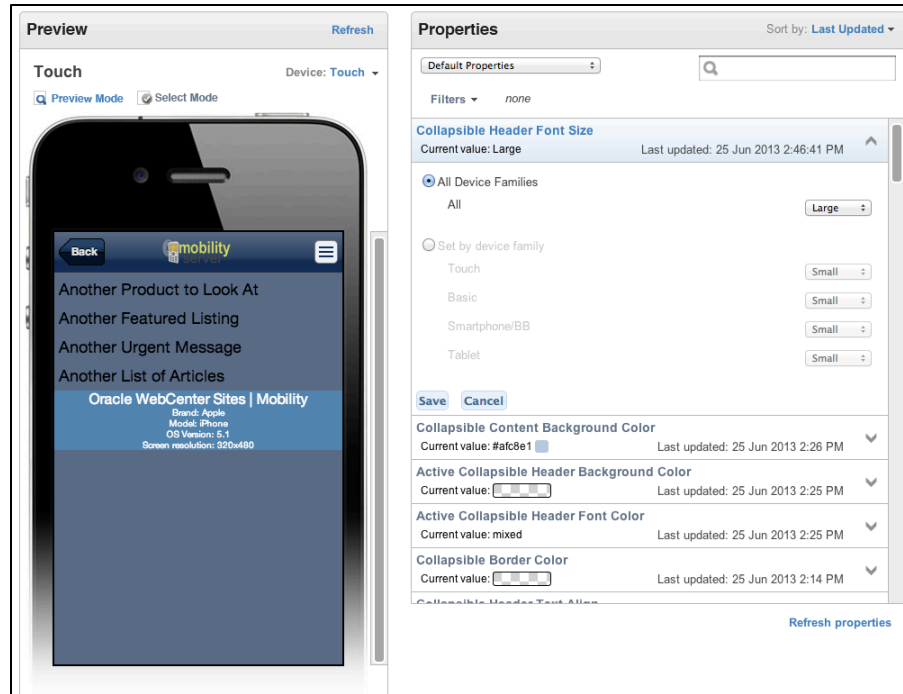 Preview
Refresh
Touch
Device: Touch
Preview Mode
Select Mode
Back
mobility
server
Another Product to Look At
Another Featured Listing
Another Urgent Message
Another List of Articles
Oracle WebCenter Sites | Mobility
Brand: Apple
Model: iPhone
OS Version: 5.1
Screen resolution: 320x480
Properties
Sort by: Last Updated
Default Properties
Filters
none
Collapsible Header Font Size
Current value: Large
Last updated: 25 Jun 2013 2:46:41 PM
All Device Families
All
Large
Set by device family
Touch
Small
Basic
Small
Smartphone/BB
Small
Tablet
Small
Save
Cancel
Collapsible Content Background Color
Current value: #afc8e1
Last updated: 25 Jun 2013 2:26 PM
Active Collapsible Header Background Color
Current value:
Last updated: 25 Jun 2013 2:25 PM
Active Collapsible Header Font Color
Current value: mixed
Last updated: 25 Jun 2013 2:25 PM
Collapsible Border Color
Current value:
Last updated: 25 Jun 2013 2:14 PM
Collapsible Header Text Align
Refresh properties